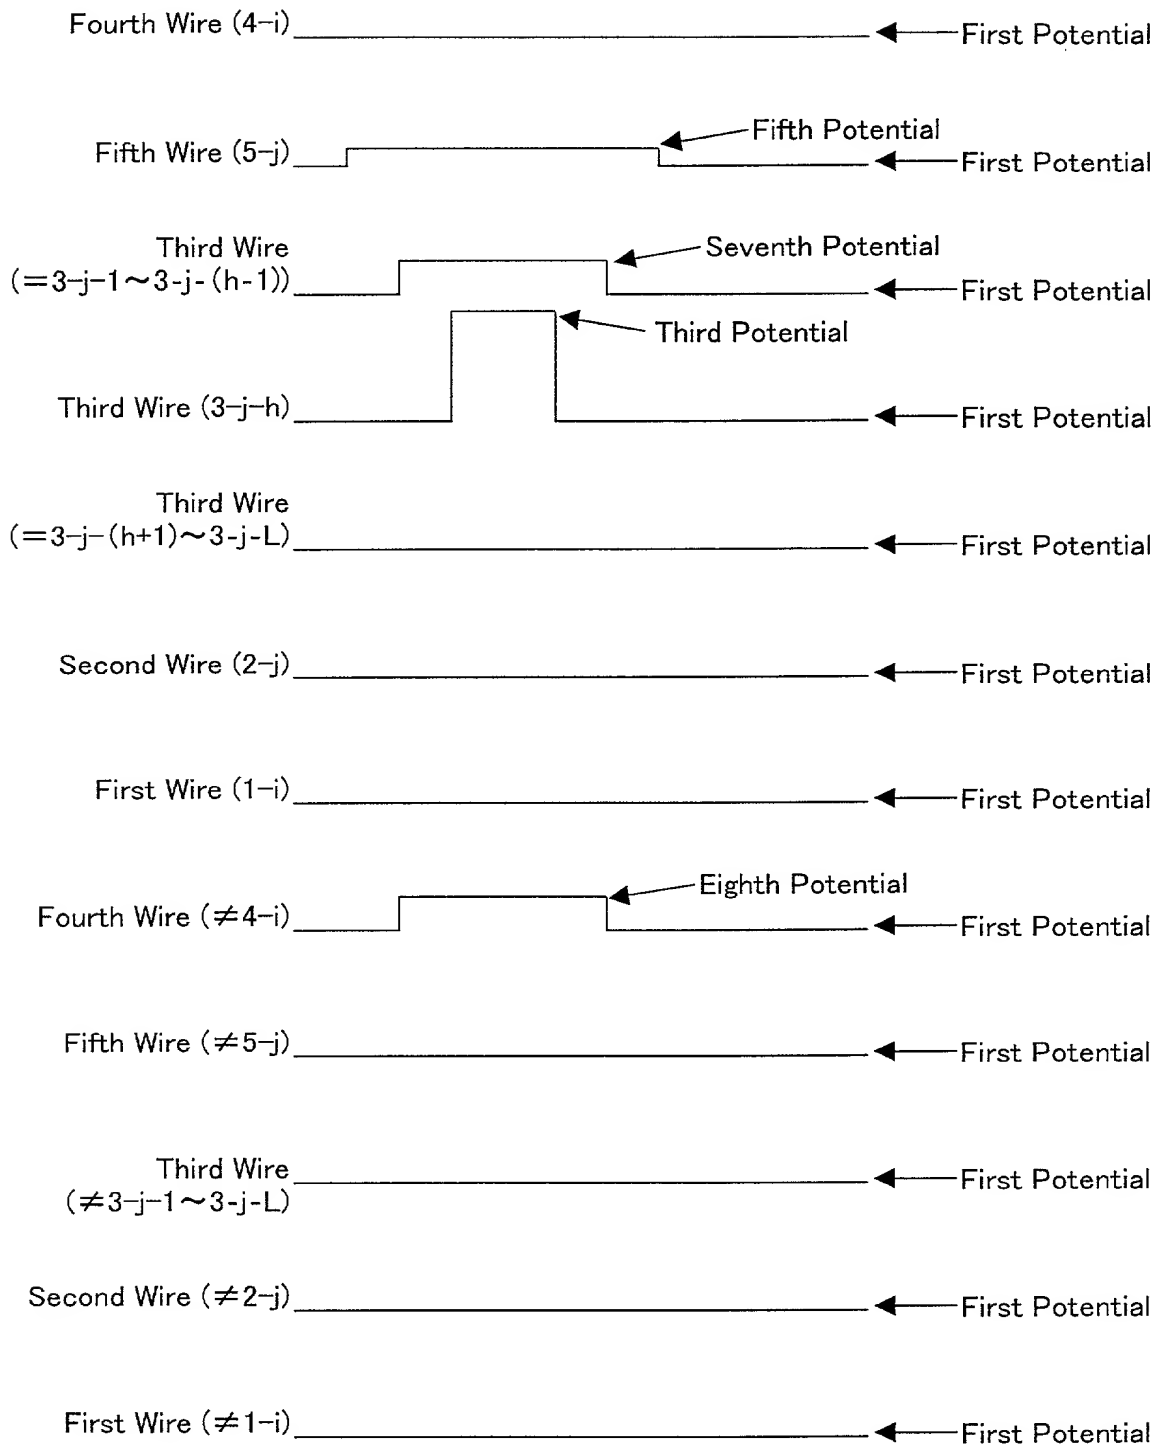 Fourth Wire (4-i)
First Potential
Fifth Potential
Fifth Wire (5-j)
First Potential
Third Wire
(=3-j-1~3-j-(h-1))
Seventh Potential
First Potential
Third Potential
Third Wire (3-j-h)
First Potential
Third Wire
(=3-j-(h+1)~3-j-L)
First Potential
Second Wire (2-j)
First Potential
First Wire (1-i)
First Potential
Eighth Potential
Fourth Wire (≠4-i)
First Potential
Fifth Wire (≠5-j)
First Potential
Third Wire
(≠3-j-1~3-j-L)
First Potential
Second Wire (≠2-j)
First Potential
First Wire (≠1-i)
First Potential